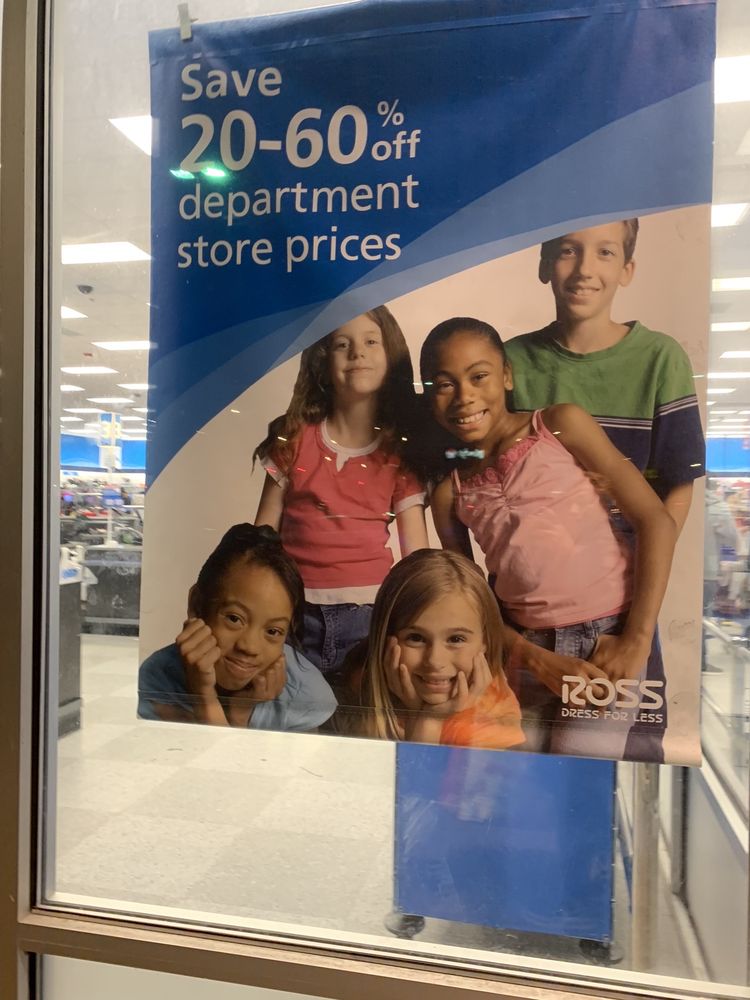 Save
20-60% off
department
store prices
ROSS
DRESS FOR LESS